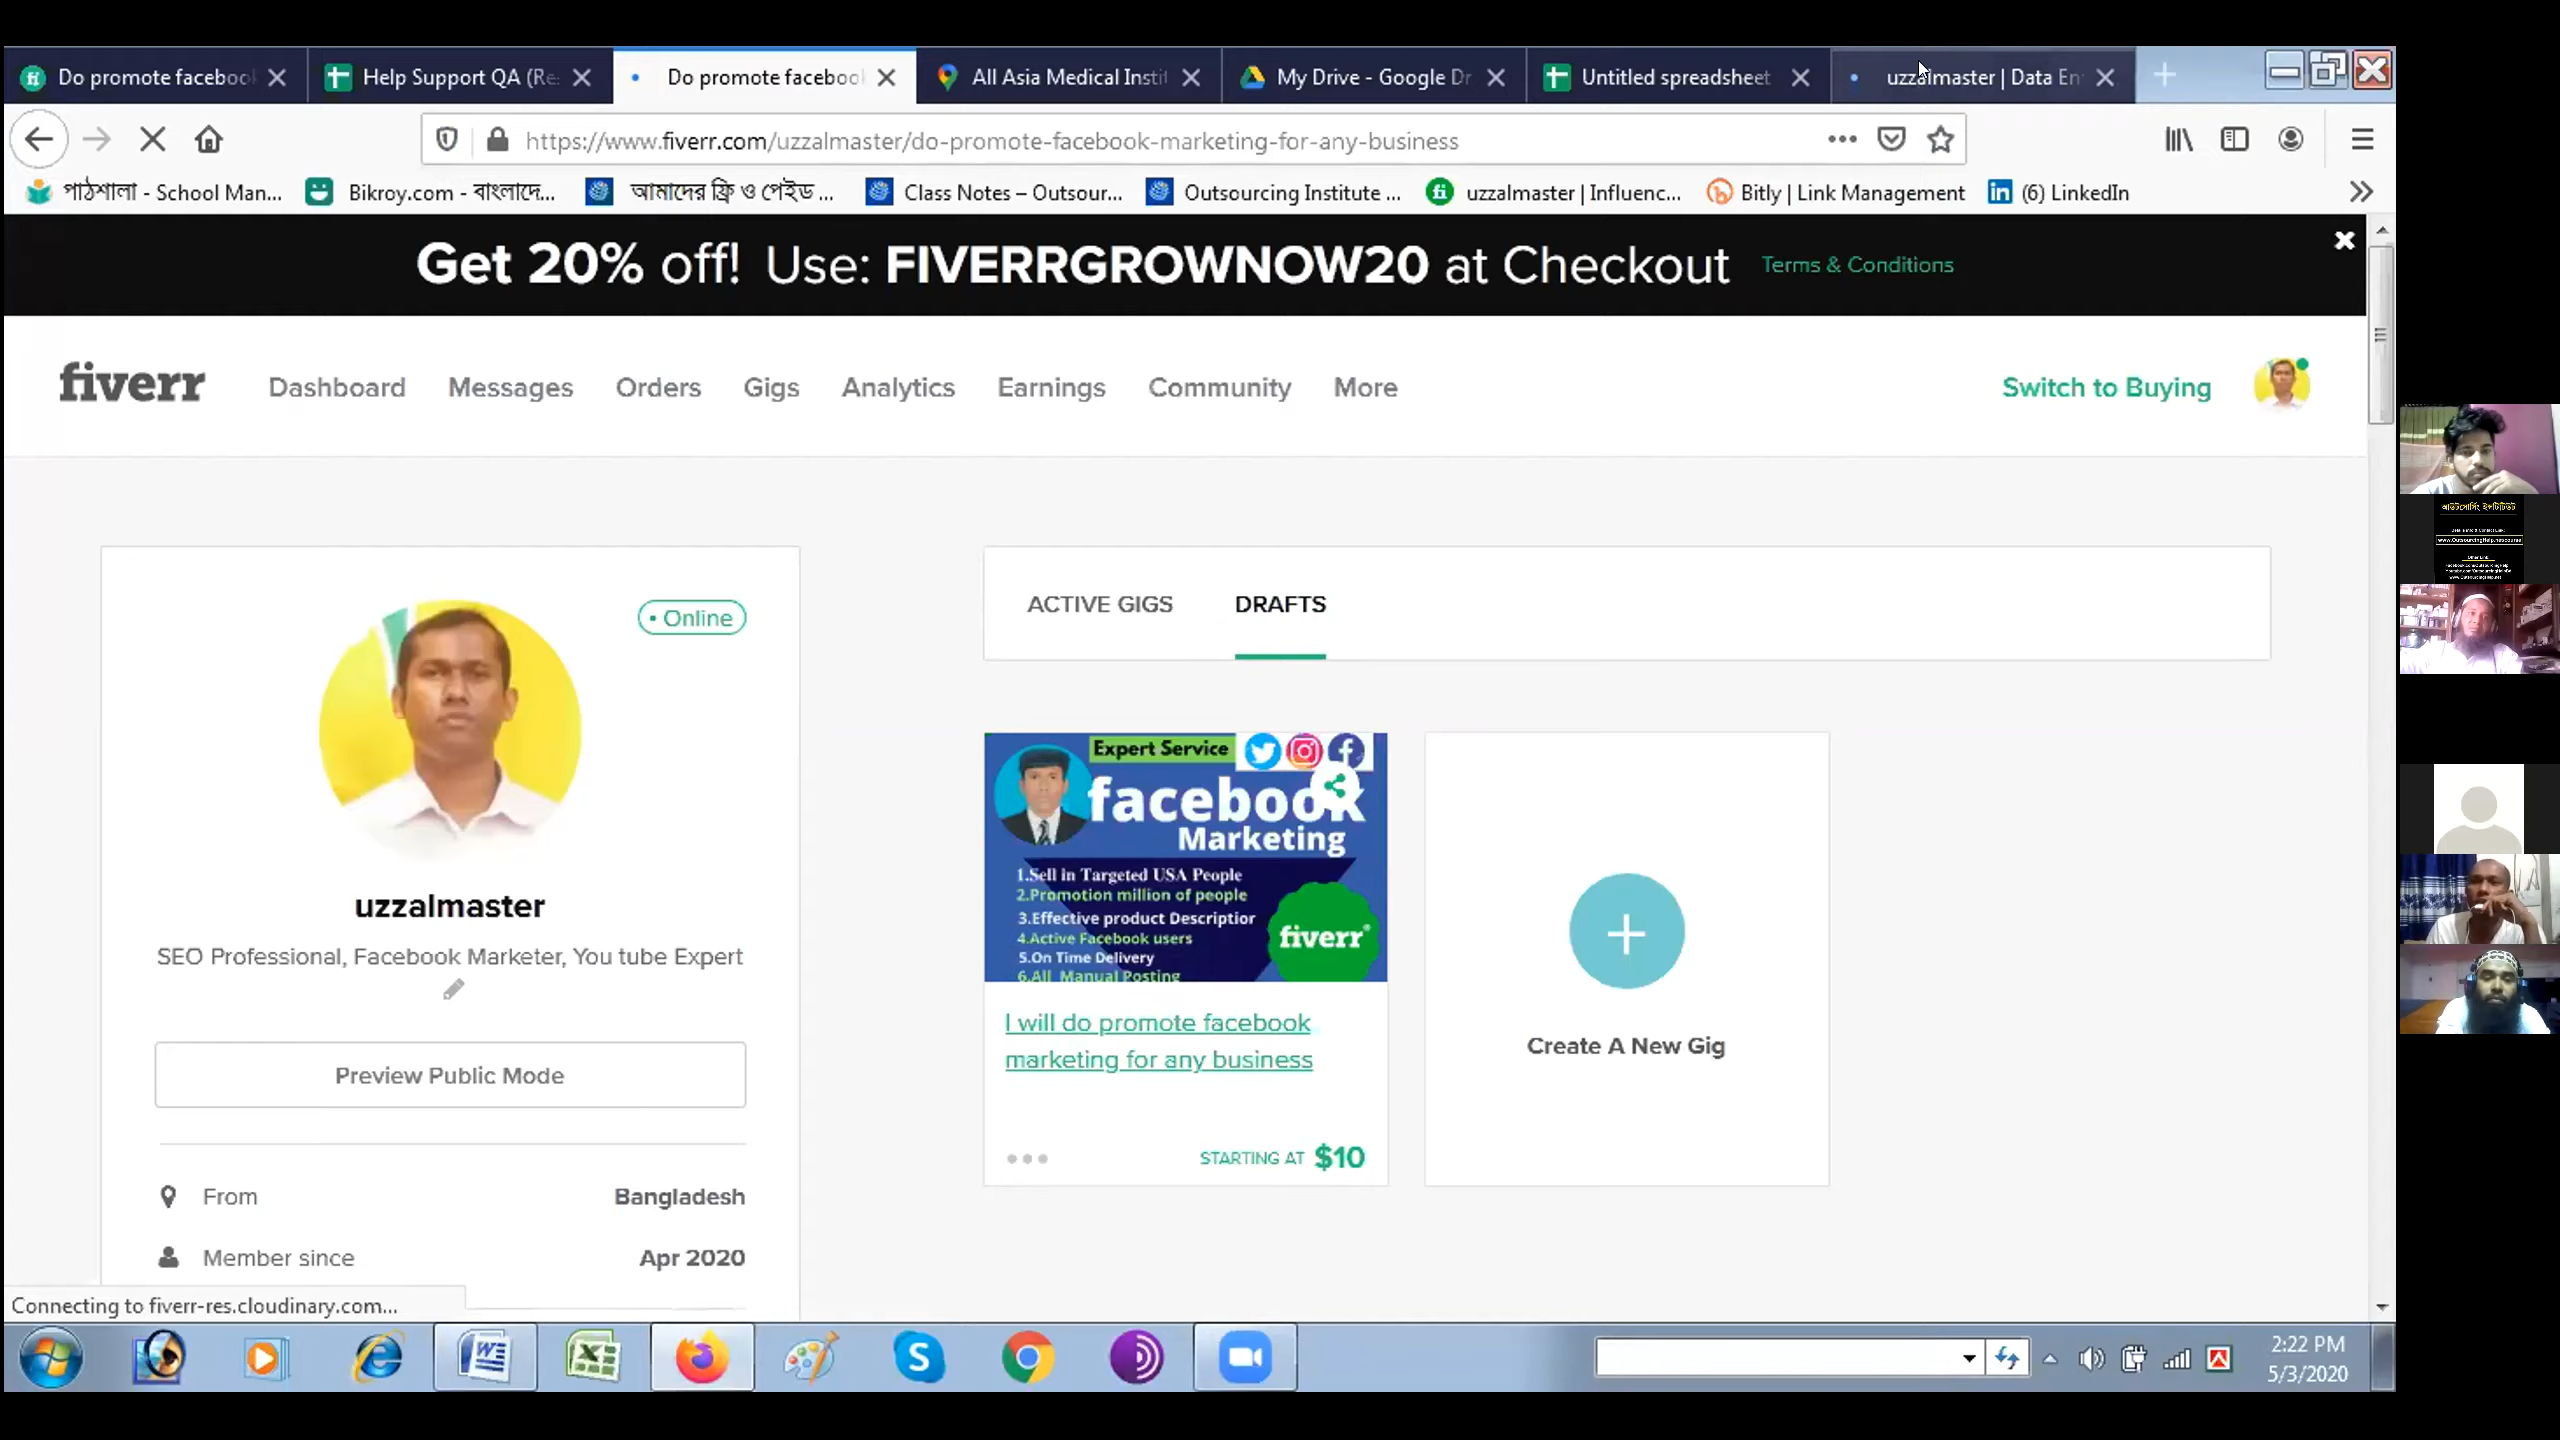 Do promote facebook
Help Support QA (Re
Do promote facebook
All Asia Medical Instit
My Drive - Google Dr
Untitled spreadsheet
uzzalmaster | Data En
https://www.fiverr.com/uzzalmaster/do-promote-facebook-marketing-for-any-business
পাঠশালা - School Man...
Bikroy.com - বাংলাদে...
আমাদের ফ্রি ও পেইড ...
Class Notes – Outsour...
Outsourcing Institute ...
uzzalmaster | Influenc...
Bitly | Link Management
(6) LinkedIn
Get 20% off! Use: FIVERRGROWNOW20 at Checkout
Terms & Conditions
fiverr
Dashboard
Messages
Orders
Gigs
Analytics
Earnings
Community
More
Switch to Buying
Online
uzzalmaster
SEO Professional, Facebook Marketer, You tube Expert
Preview Public Mode
From
Bangladesh
Member since
Apr 2020
ACTIVE GIGS
DRAFTS
Expert Service
facebook
Marketing
1.Sell in Targeted USA People
2.Promotion million of people
3.Effective product Description
4.Active Facebook users
5.On Time Delivery
6.All Manual Posting
fiverr
I will do promote facebook
marketing for any business
STARTING AT $10
Create A New Gig
Connecting to fiverr-res.cloudinary.com...
2:22 PM
5/3/2020
আউটসোর্সিং ইন্সটিটিউট